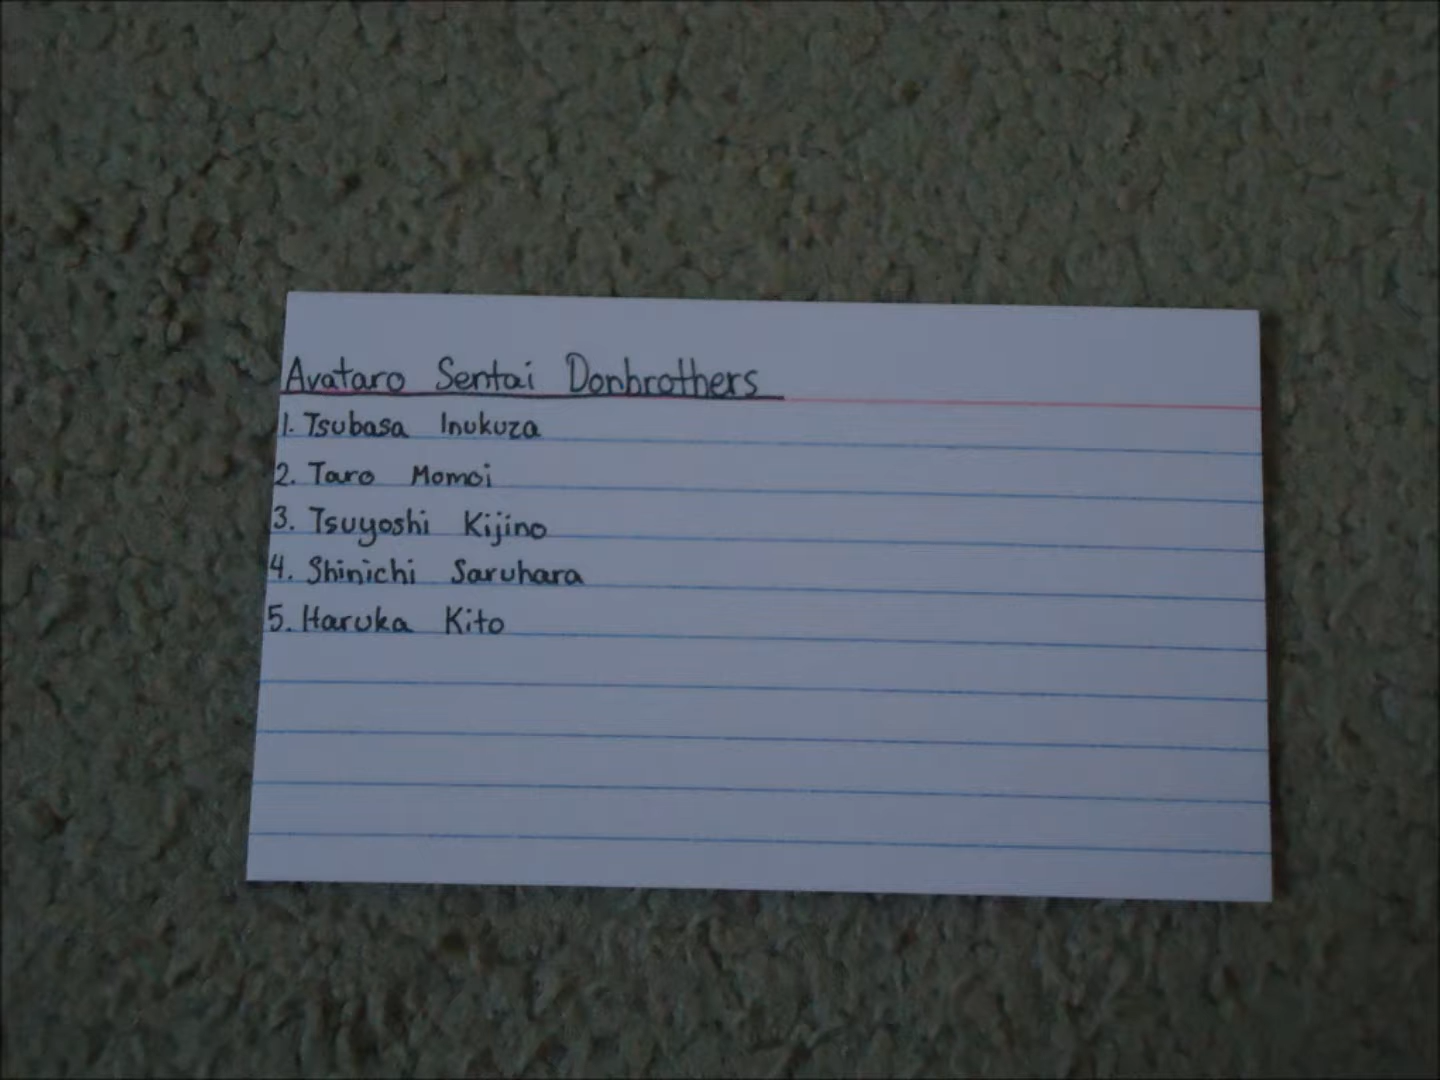 Avataro Sentai Donbrothers
1. Tsubasa Inukuza
2. Taro Momoi
3. Tsuyoshi Kijino
4. Shinichi Saruhara
5. Haruka Kito